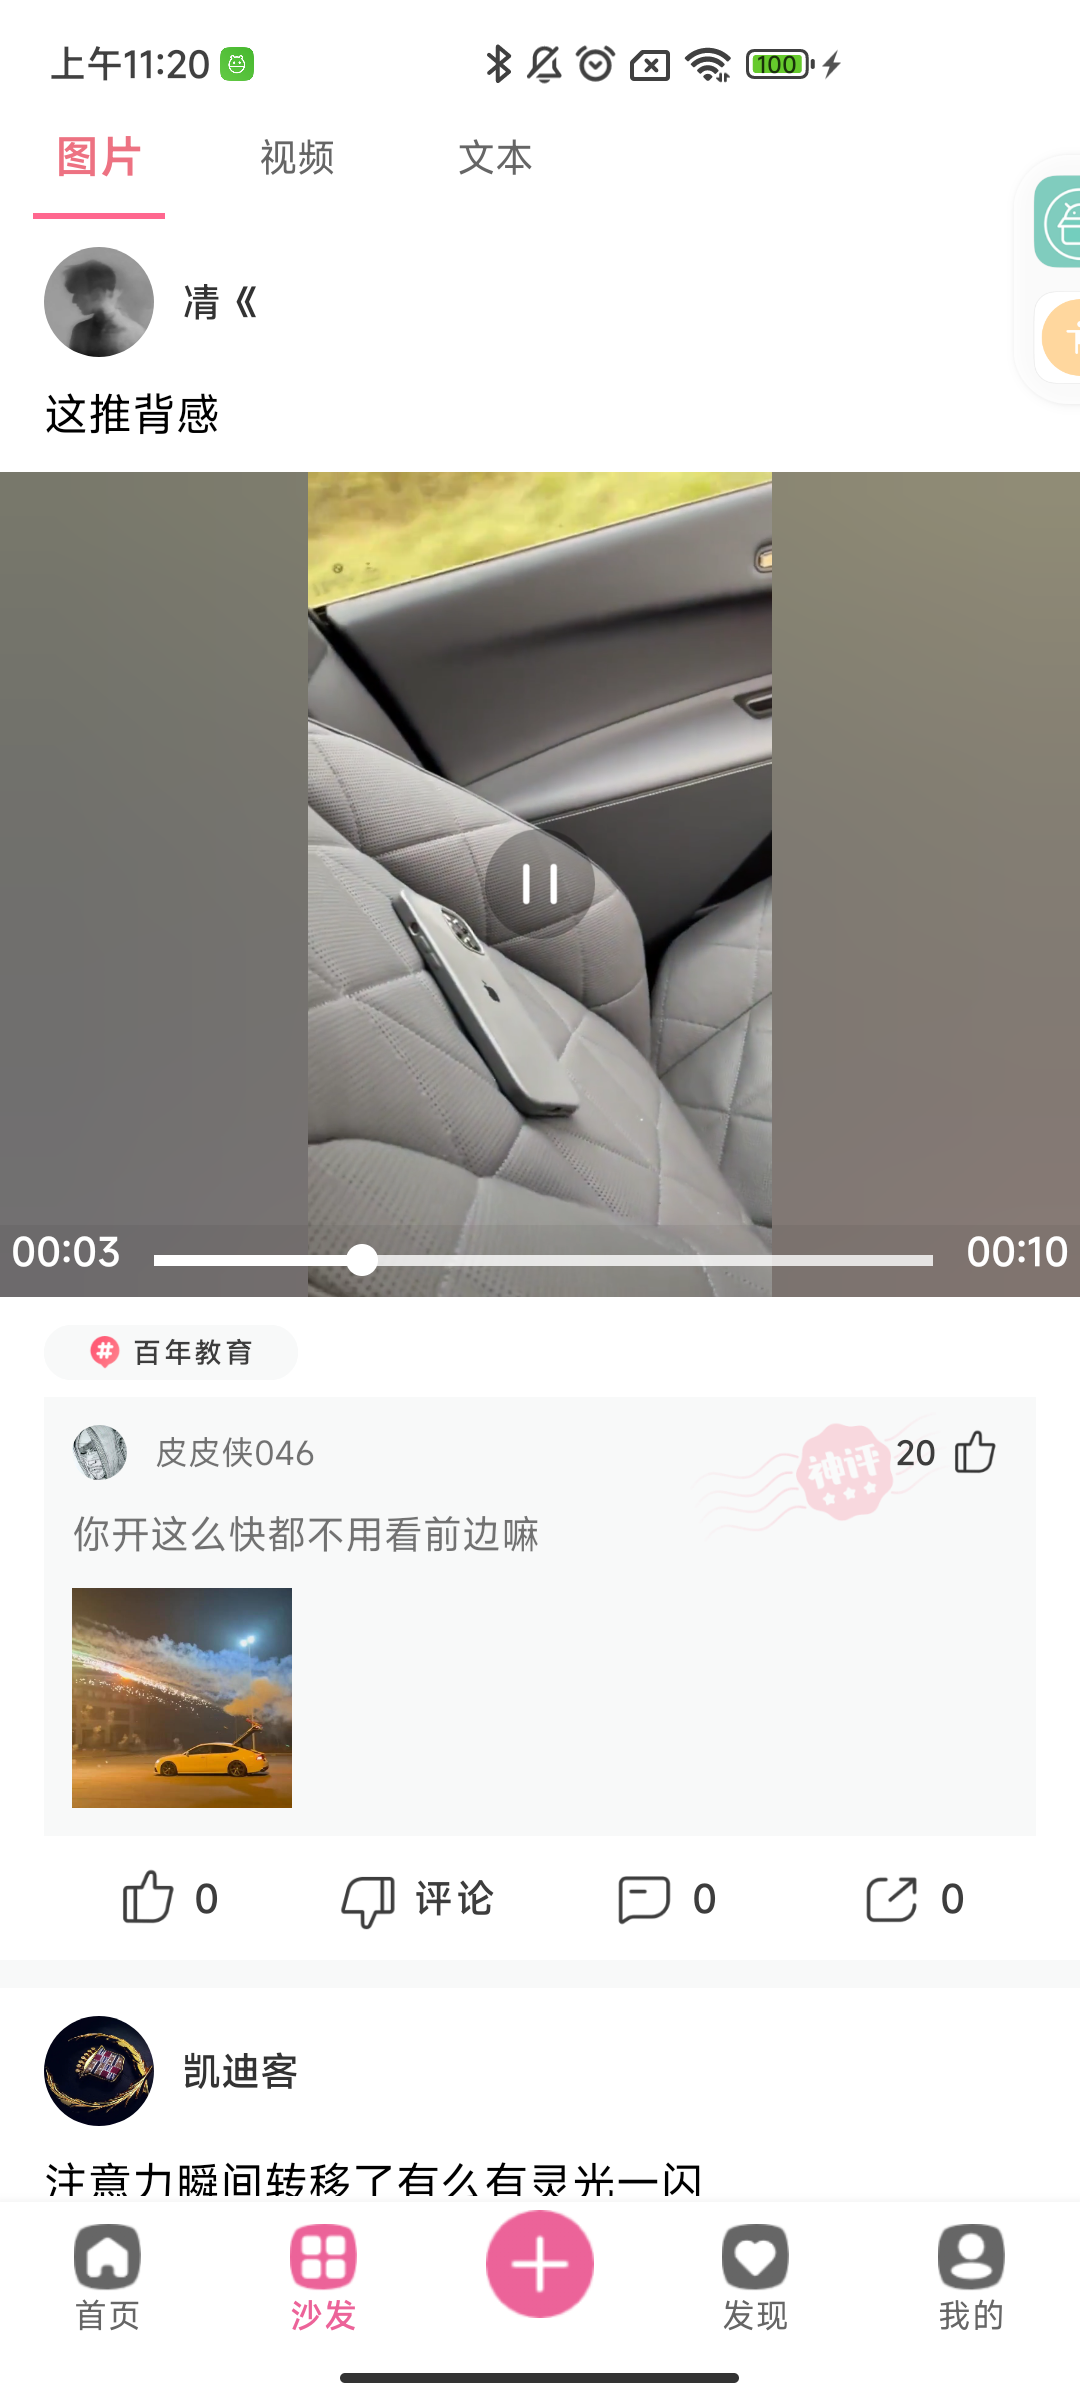 上午11:20
100
图片
视频
文本
凊《
这推背感
00:03
00:10
百年教育
皮皮侠046
神评
20
你开这么快都不用看前边嘛
0
评论
0
0
凯迪客
注意力瞬间转移了有么有灵光一闪
首页
沙发
发现
我的